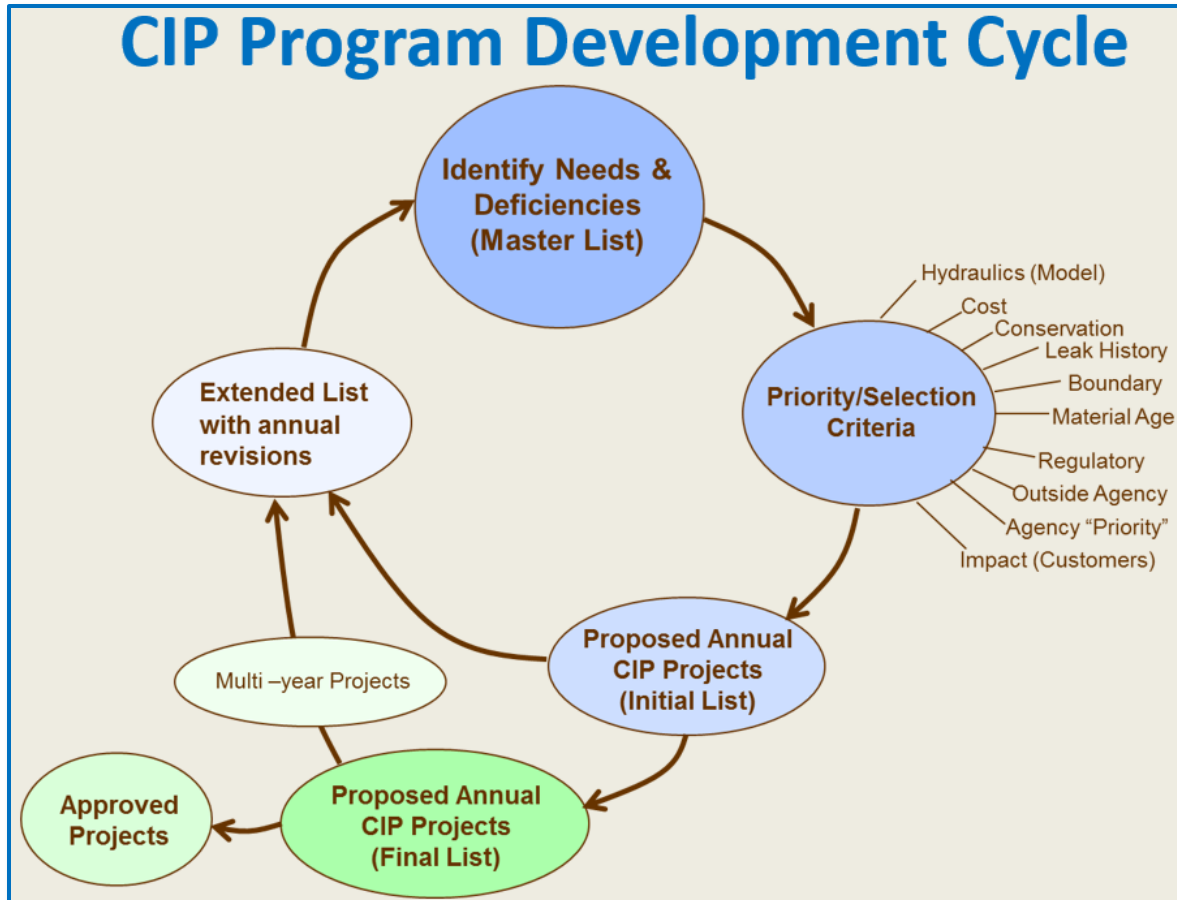 CIP Program Development Cycle
Identify Needs &
Deficiencies
(Master List)
Hydraulics (Model)
Cost
Conservation
Leak History
Boundary
Material Age
Regulatory
Outside Agency
Agency “Priority”
Impact (Customers)
Priority/Selection
Criteria
Extended List
with annual
revisions
Proposed Annual
CIP Projects
(Initial List)
Multi –year Projects
Proposed Annual
CIP Projects
(Final List)
Approved
Projects